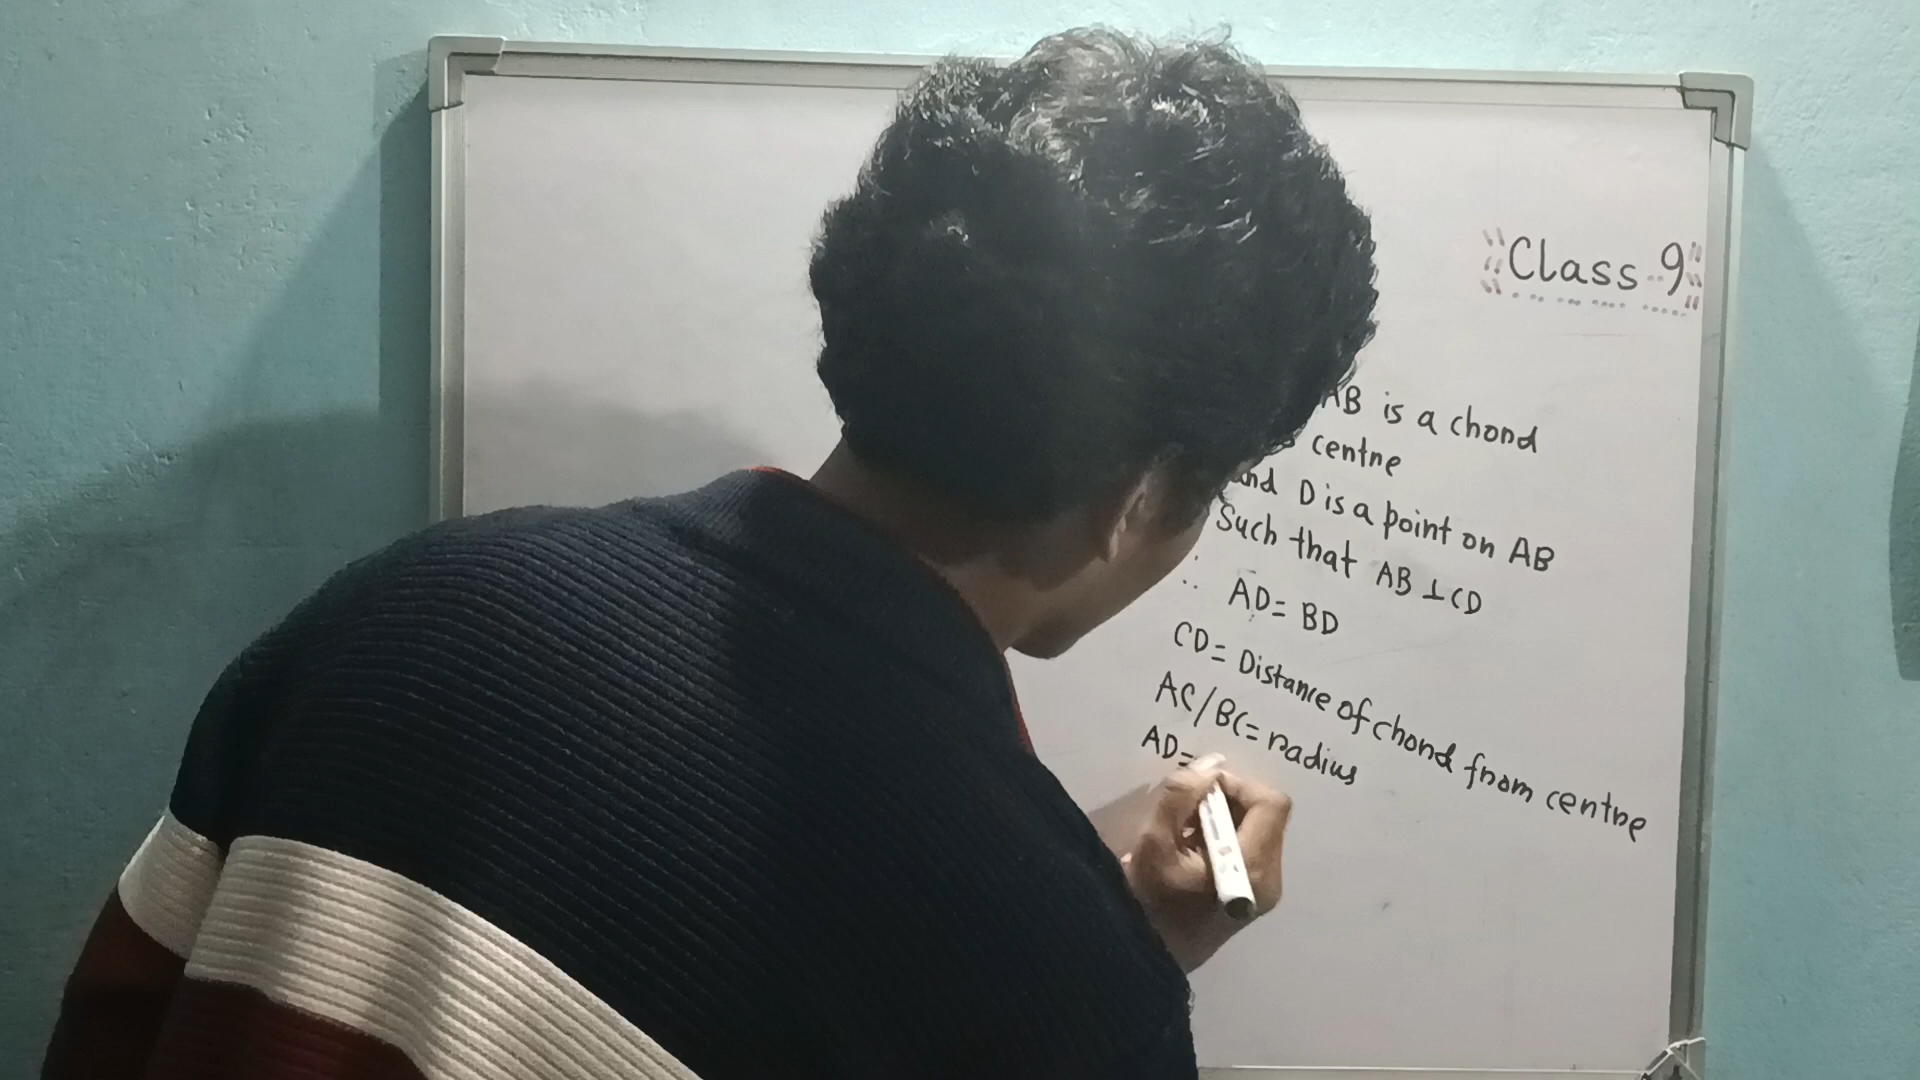 Class 9
AB is a chord
centre
and D is a point on AB
Such that AB ⊥ CD
∴ AD = BD
CD = Distance of chord from centre
AC/BC = radius
AD =